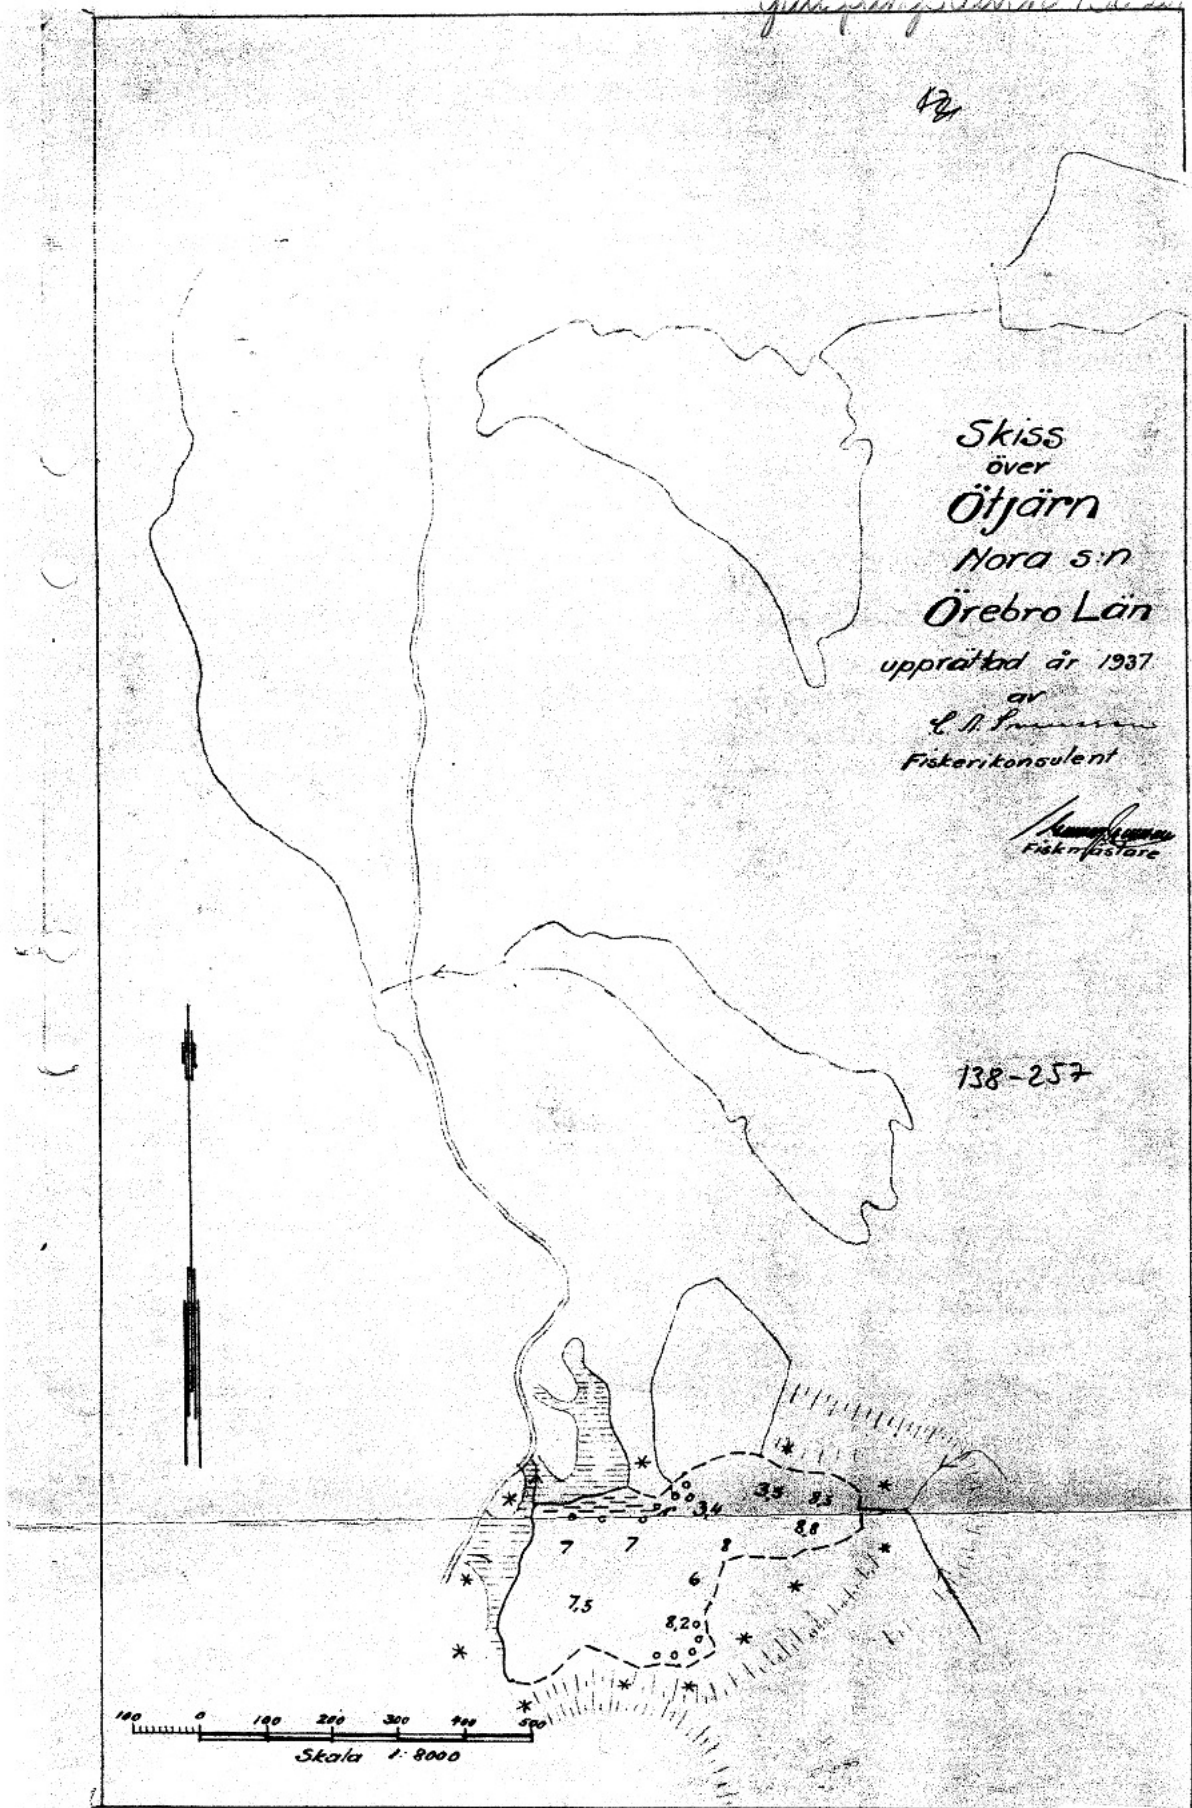 Skiss
över
Ötjärn
Nora s:n
Örebro Län
upprättad år 1937
av
Fiskerikonsulent
Fiskmästare
138-257
3,5 8,3
3,4
8,8
7 7 8
6
7,5
8,2
100 0 100 200 300 400 500
Skala 1:8000